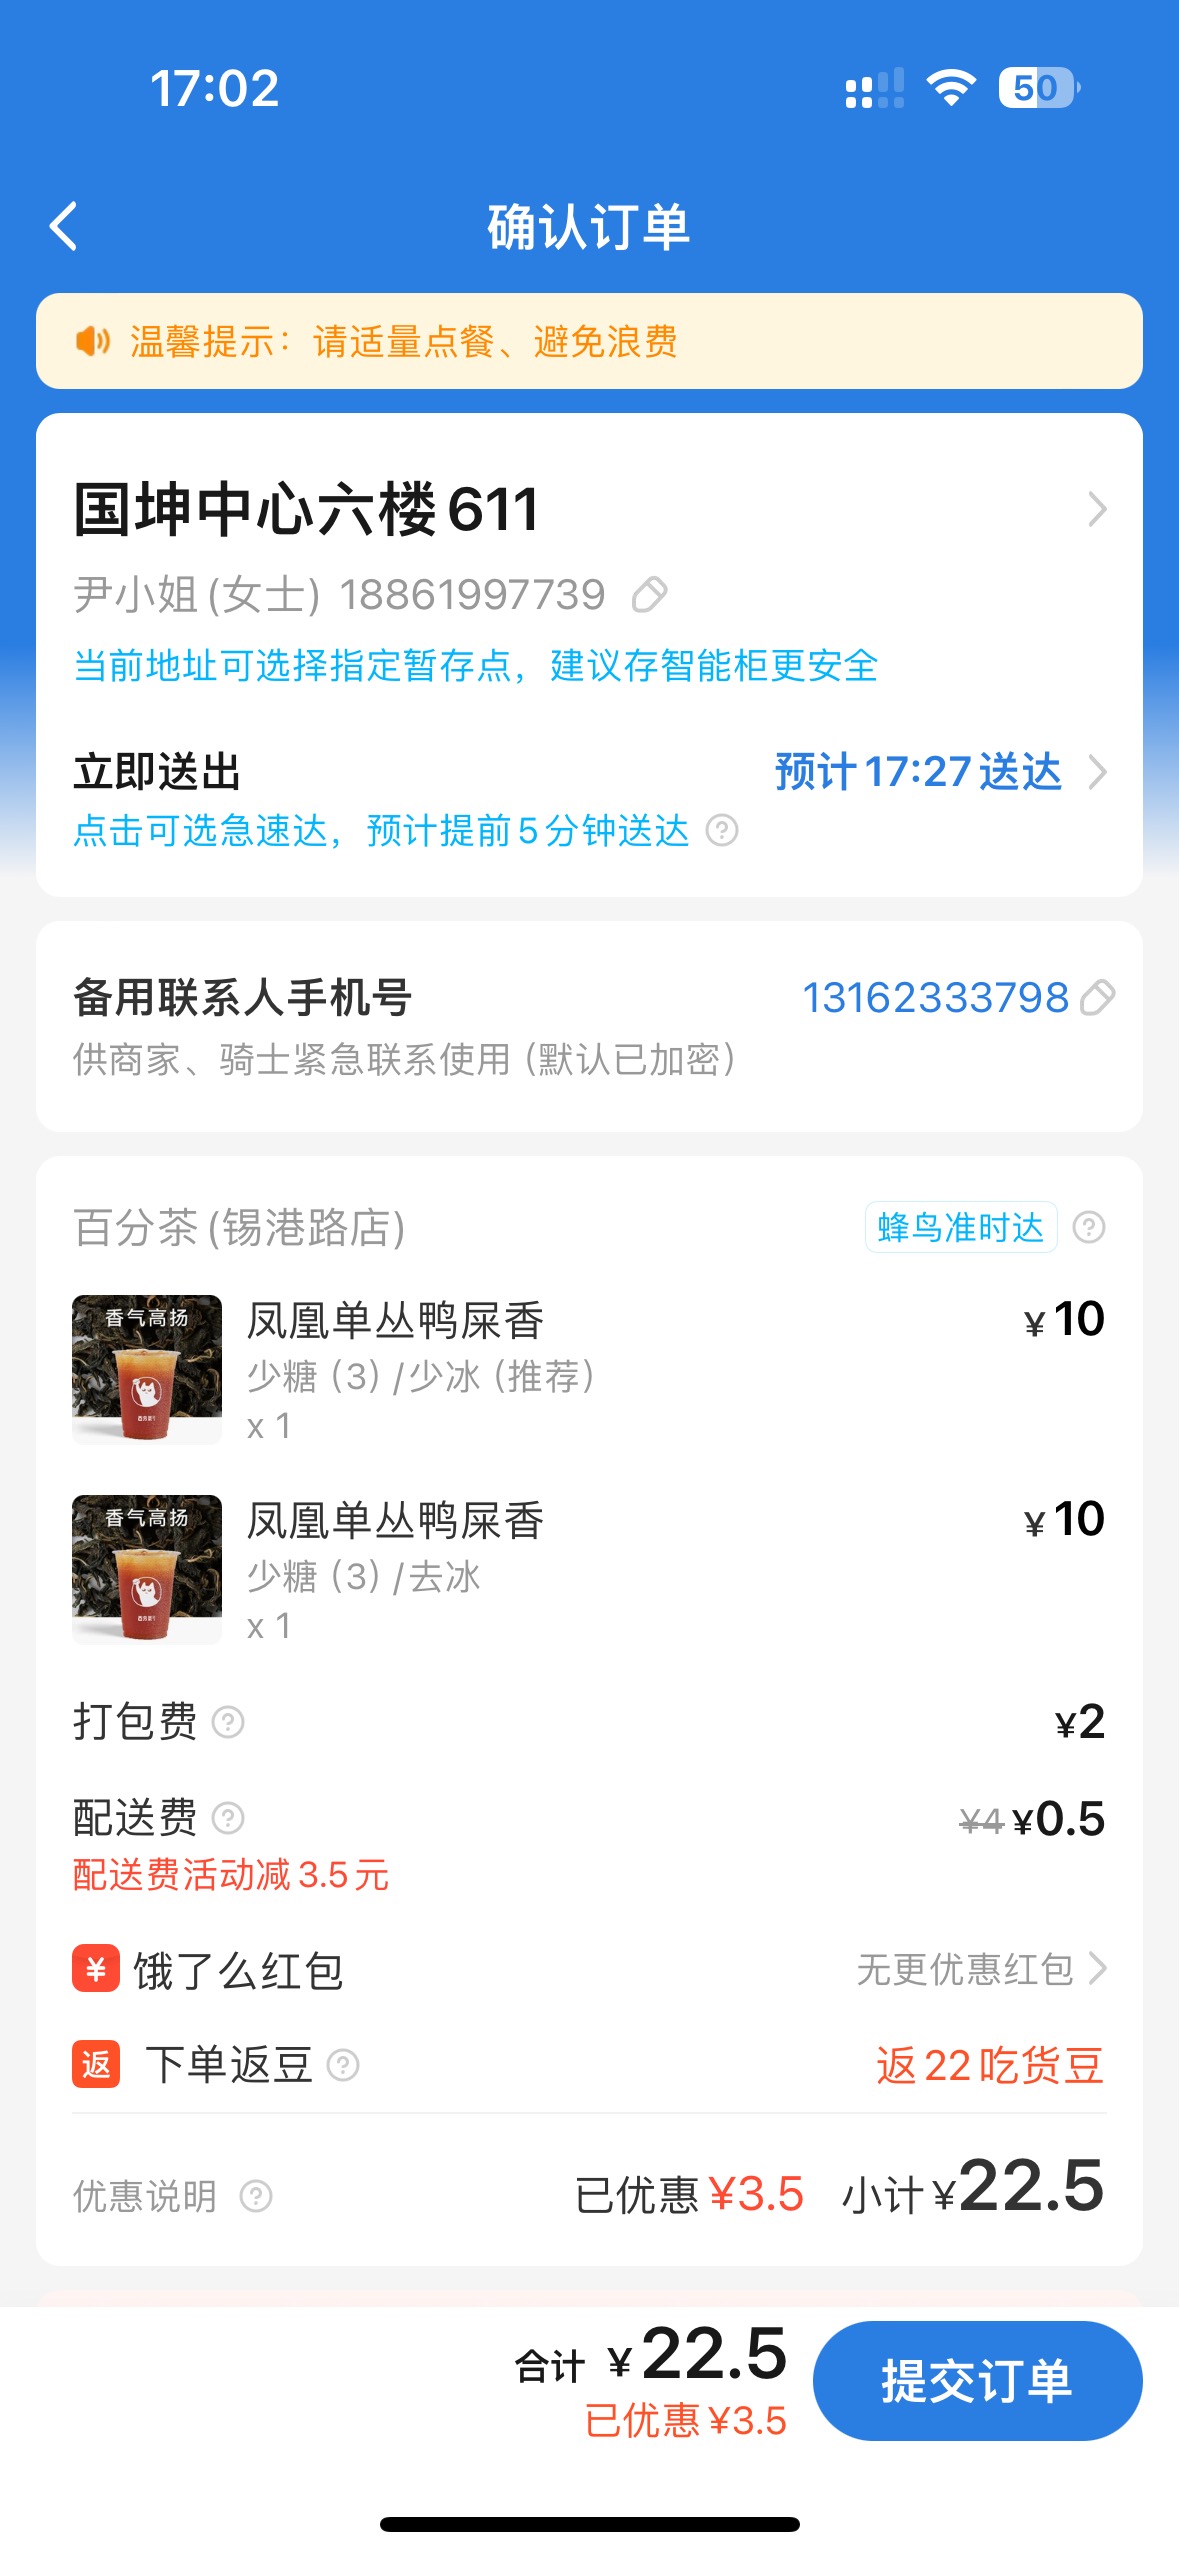 17:02
50
确认订单
温馨提示：请适量点餐、避免浪费
国坤中心六楼611
尹小姐(女士) 18861997739
当前地址可选择指定暂存点，建议存智能柜更安全
立即送出 预计17:27送达
点击可选急速达，预计提前5分钟送达
备用联系人手机号 13162333798
供商家、骑士紧急联系使用（默认已加密）
百分茶(锡港路店) 蜂鸟准时达
香气高扬
凤凰单丛鸭屎香 ¥10
少糖（3）/少冰（推荐）
x 1
香气高扬
凤凰单丛鸭屎香 ¥10
少糖（3）/去冰
x 1
打包费 ¥2
配送费 ¥4 ¥0.5
配送费活动减3.5元
¥ 饿了么红包 无更优惠红包
返 下单返豆 返22吃货豆
优惠说明 已优惠¥3.5 小计¥22.5
合计 ¥22.5
已优惠¥3.5
提交订单